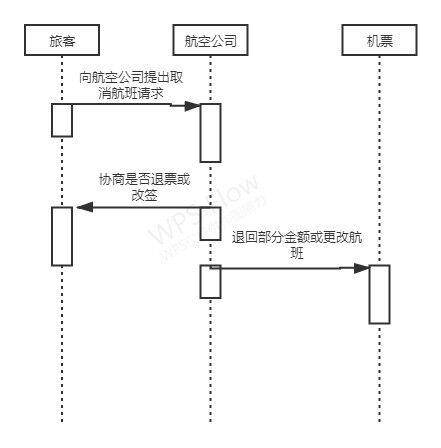 旅客
航空公司
机票
向航空公司提出取
消航班请求
协商是否退票或
改签
退回部分金额或更改航
班
WPS Flow